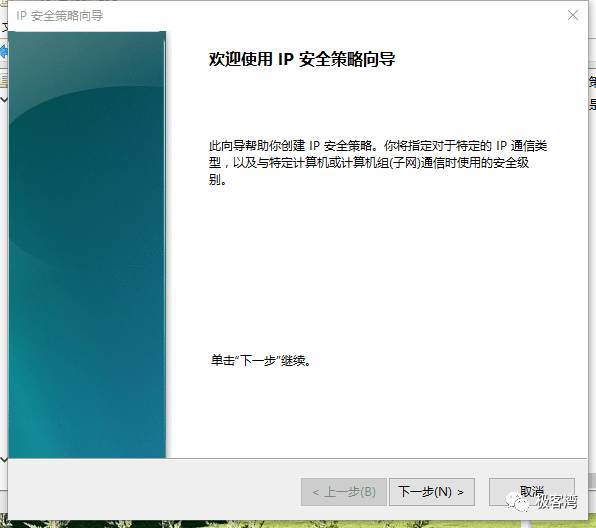 IP 安全策略向导
欢迎使用 IP 安全策略向导
此向导帮助你创建 IP 安全策略。你将指定对于特定的 IP 通信类
型，以及与特定计算机或计算机组(子网)通信时使用的安全级
别。
单击“下一步”继续。
< 上一步(B)
下一步(N) >
取消
极客湾